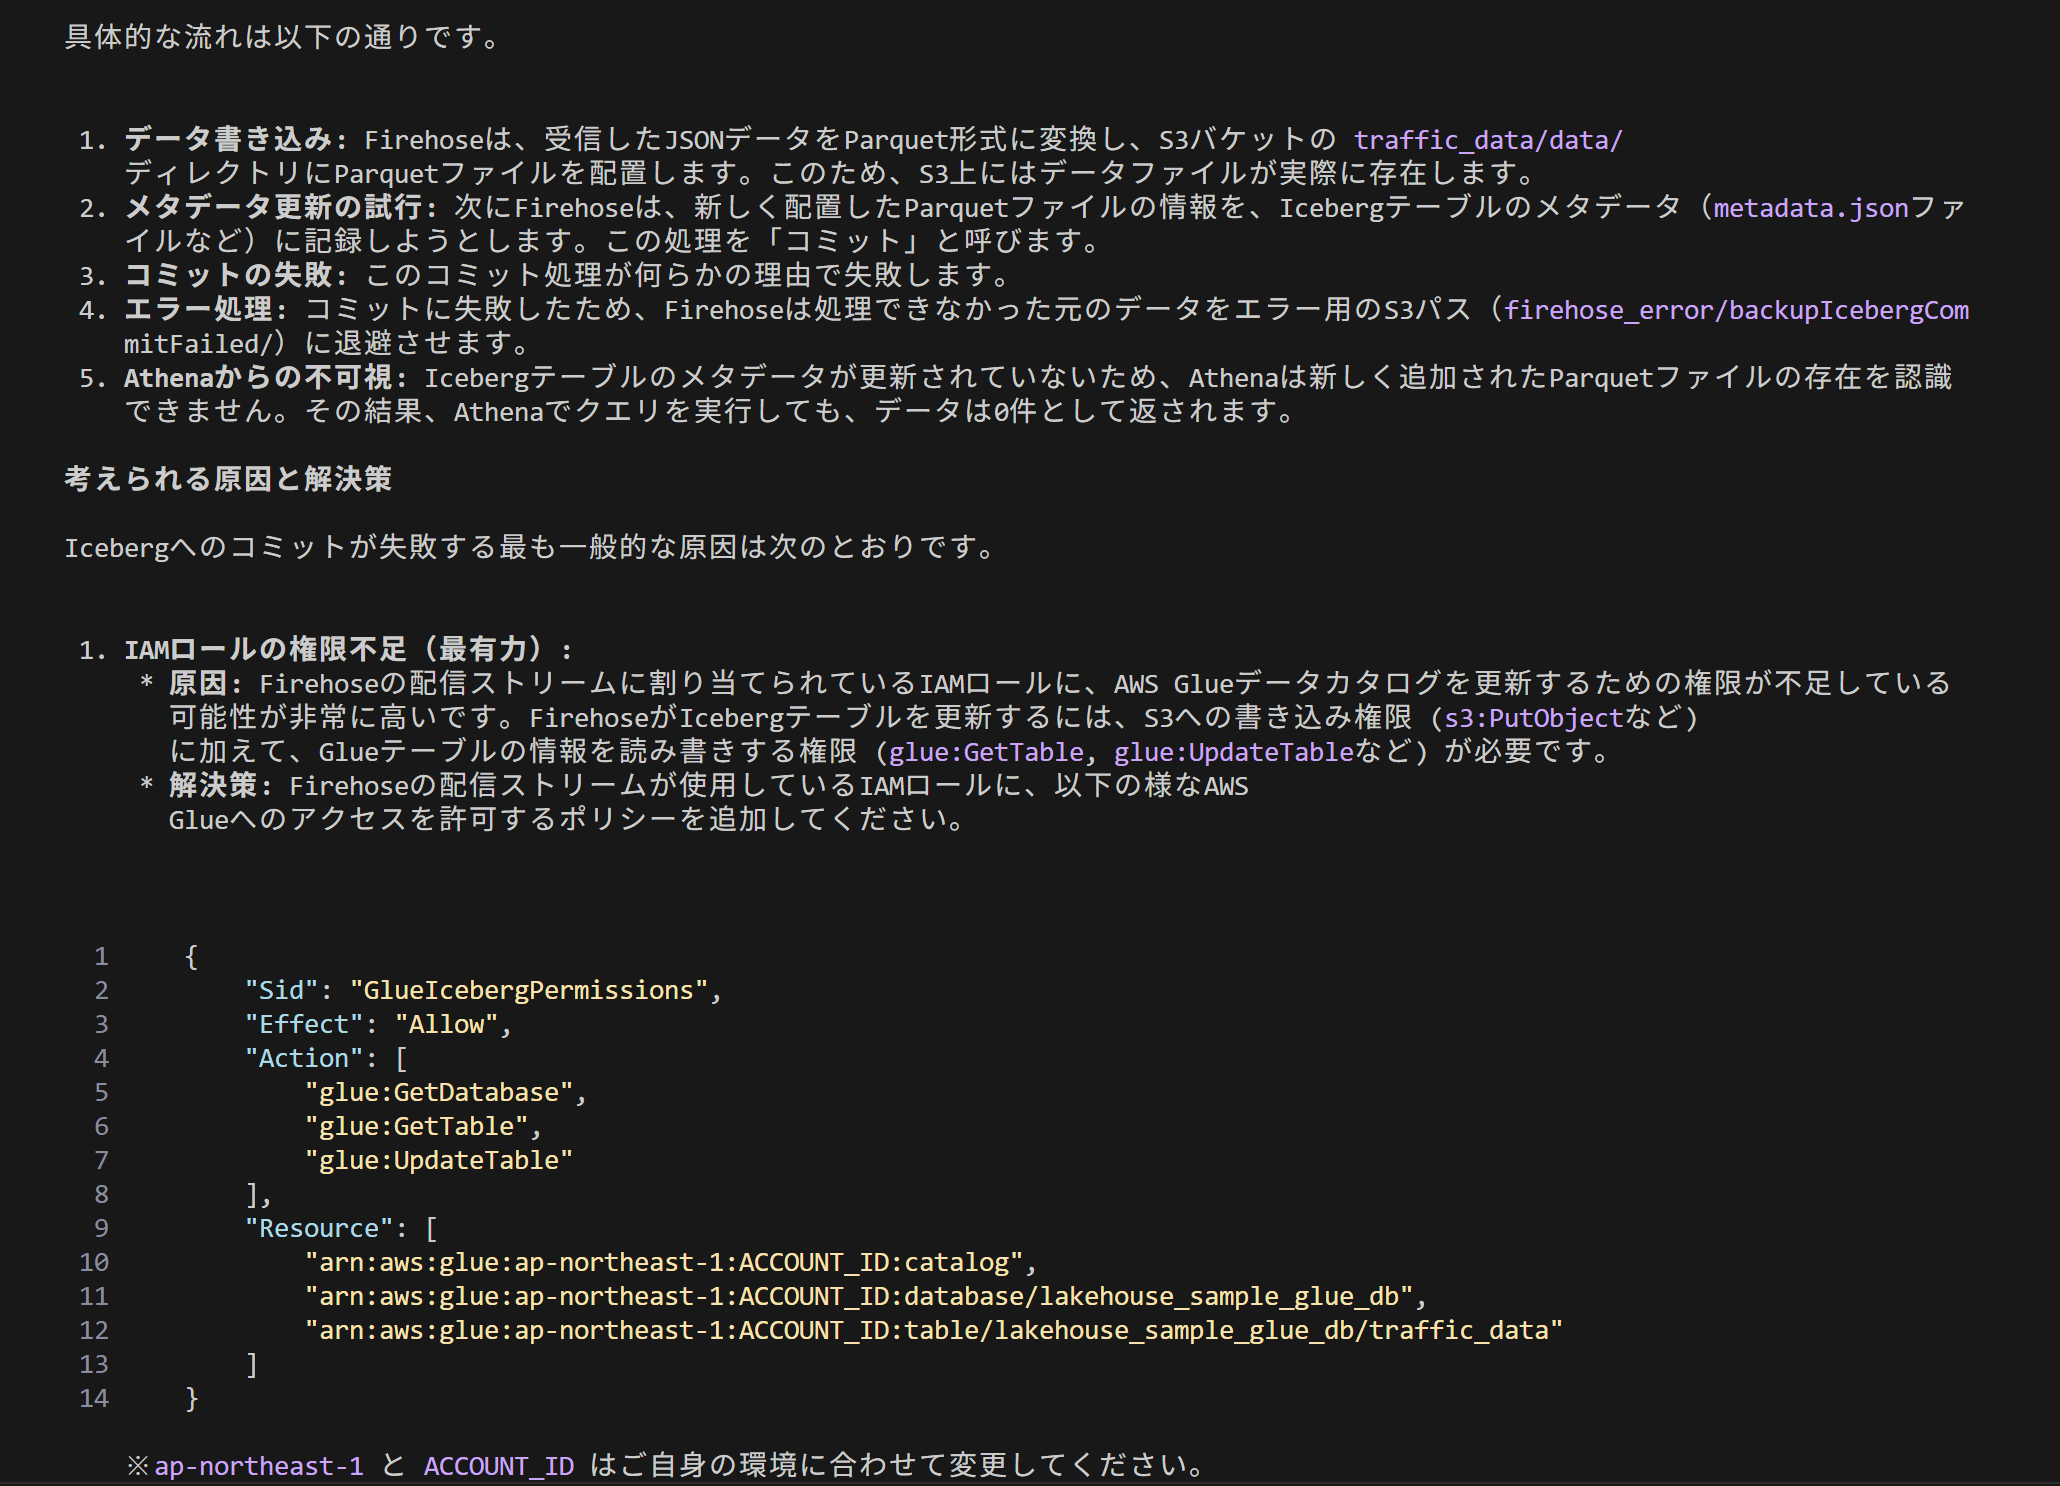 具体的な流れは以下の通りです。
1. データ書き込み: Firehoseは、受信したJSONデータをParquet形式に変換し、S3バケットの traffic_data/data/
ディレクトリにParquetファイルを配置します。このため、S3上にはデータファイルが実際に存在します。
2. メタデータ更新の試行: 次にFirehoseは、新しく配置したParquetファイルの情報を、Icebergテーブルのメタデータ（metadata.jsonファ
イルなど）に記録しようとします。この処理を「コミット」と呼びます。
3. コミットの失敗: このコミット処理が何らかの理由で失敗します。
4. エラー処理: コミットに失敗したため、Firehoseは処理できなかった元のデータをエラー用のS3パス（firehose_error/backupIcebergCom
mitFailed/）に退避させます。
5. Athenaからの不可視: Icebergテーブルのメタデータが更新されていないため、Athenaは新しく追加されたParquetファイルの存在を認識
できません。その結果、Athenaでクエリを実行しても、データは0件として返されます。
考えられる原因と解決策
Icebergへのコミットが失敗する最も一般的な原因は次のとおりです。
1. IAMロールの権限不足（最有力）:
* 原因: Firehoseの配信ストリームに割り当てられているIAMロールに、AWS Glueデータカタログを更新するための権限が不足している
可能性が非常に高いです。FirehoseがIcebergテーブルを更新するには、S3への書き込み権限 (s3:PutObjectなど)
に加えて、Glueテーブルの情報を読み書きする権限 (glue:GetTable, glue:UpdateTableなど) が必要です。
* 解決策: Firehoseの配信ストリームが使用しているIAMロールに、以下の様なAWS
Glueへのアクセスを許可するポリシーを追加してください。
1 {
2 "Sid": "GlueIcebergPermissions",
3 "Effect": "Allow",
4 "Action": [
5 "glue:GetDatabase",
6 "glue:GetTable",
7 "glue:UpdateTable"
8 ],
9 "Resource": [
10 "arn:aws:glue:ap-northeast-1:ACCOUNT_ID:catalog",
11 "arn:aws:glue:ap-northeast-1:ACCOUNT_ID:database/lakehouse_sample_glue_db",
12 "arn:aws:glue:ap-northeast-1:ACCOUNT_ID:table/lakehouse_sample_glue_db/traffic_data"
13 ]
14 }
※ap-northeast-1 と ACCOUNT_ID はご自身の環境に合わせて変更してください。